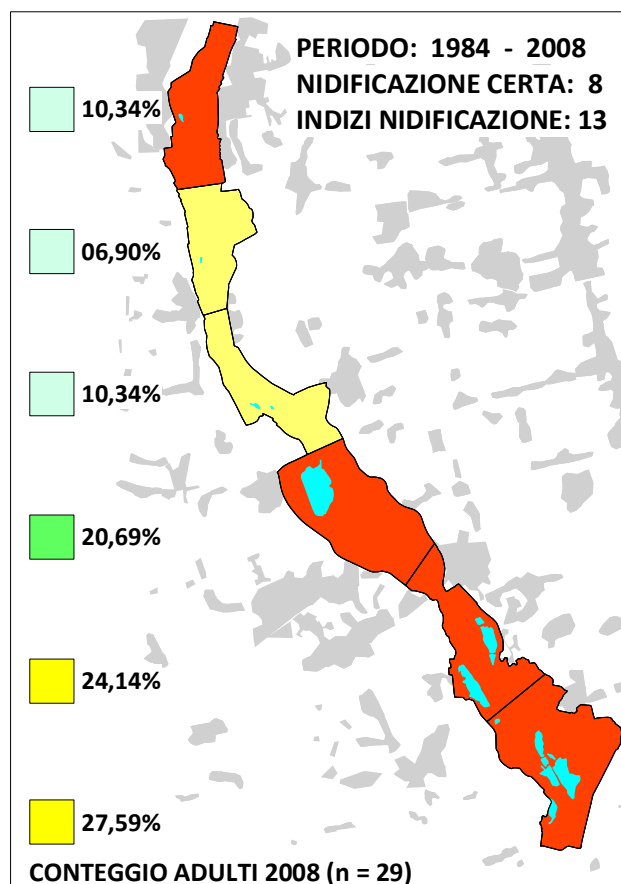 PERIODO: 1984 - 2008
NIDIFICAZIONE CERTA: 8
INDIZI NIDIFICAZIONE: 13
10,34%
06,90%
10,34%
20,69%
24,14%
27,59%
CONTEGGIO ADULTI 2008 (n = 29)